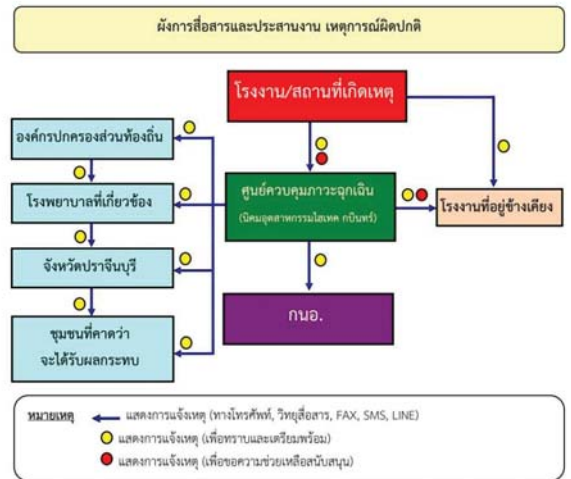 ผังการสื่อสารและประสานงาน เหตุการณ์ผิดปกติ
โรงงาน/สถานที่เกิดเหตุ
องค์กรปกครองส่วนท้องถิ่น
ศูนย์ควบคุมภาวะฉุกเฉิน
(นิคมอุตสาหกรรมไฮเทค กบินทร์)
โรงงานที่อยู่ข้างเคียง
โรงพยาบาลที่เกี่ยวข้อง
จังหวัดปราจีนบุรี
กนอ.
ชุมชนที่คาดว่า
จะได้รับผลกระทบ
หมายเหตุ แสดงการแจ้งเหตุ (ทางโทรศัพท์, วิทยุสื่อสาร, FAX, SMS, LINE)
แสดงการแจ้งเหตุ (เพื่อทราบและเตรียมพร้อม)
แสดงการแจ้งเหตุ (เพื่อขอความช่วยเหลือสนับสนุน)